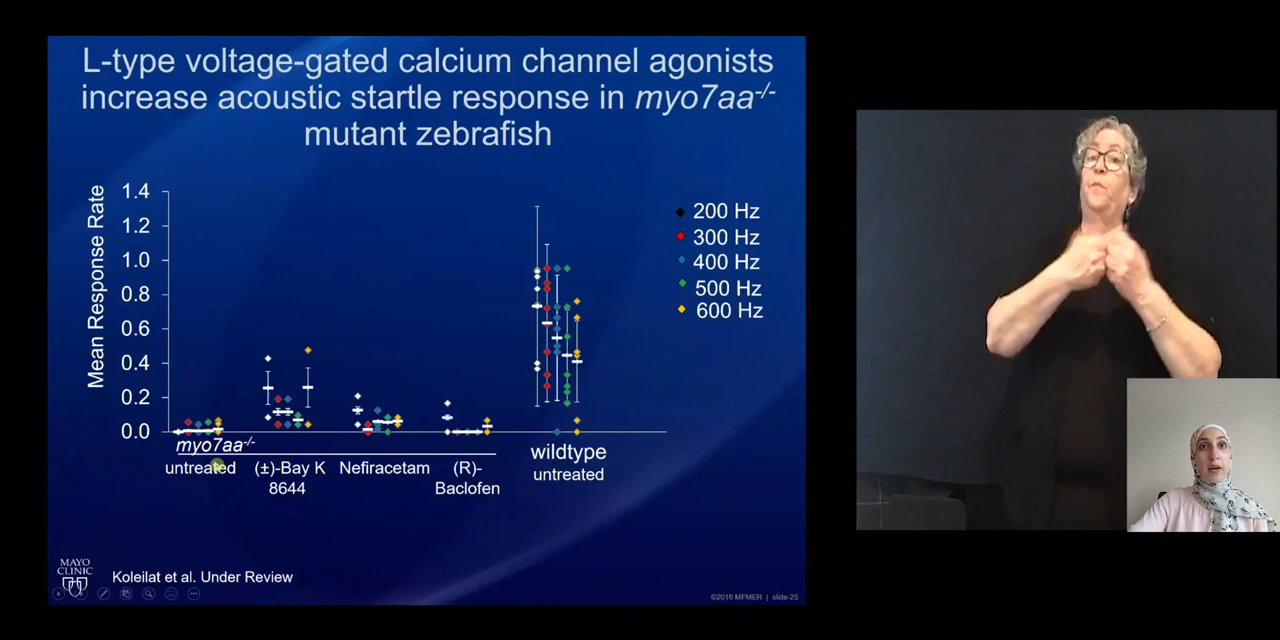 L-type voltage-gated calcium channel agonists
increase acoustic startle response in myo7aa-/-
mutant zebrafish
Mean Response Rate
1.4
1.2
1.0
0.8
0.6
0.4
0.2
0.0
200 Hz
300 Hz
400 Hz
500 Hz
600 Hz
myo7aa-/-
untreated
(±)-Bay K
8644
Nefiracetam
(R)-
Baclofen
wildtype
untreated
MAYO
CLINIC
Koleilat et al. Under Review
©2016 MFMER | slide-25